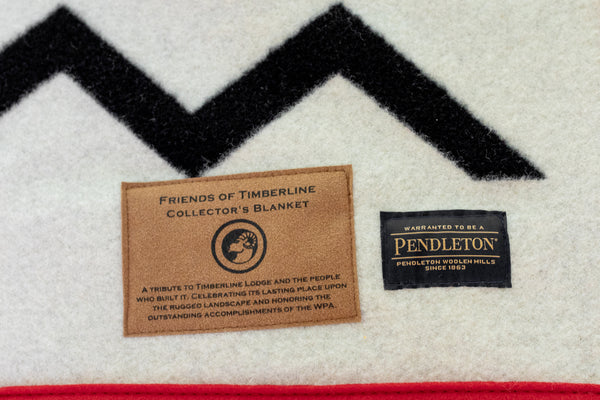 FRIENDS OF TIMBERLINE
COLLECTOR'S BLANKET
A TRIBUTE TO TIMBERLINE LODGE AND THE PEOPLE
WHO BUILT IT. CELEBRATING ITS LASTING PLACE UPON
THE RUGGED LANDSCAPE AND HONORING THE
OUTSTANDING ACCOMPLISHMENTS OF THE WPA.
WARRANTED TO BE A
PENDLETON®
PENDLETON WOOLEN MILLS
SINCE 1863